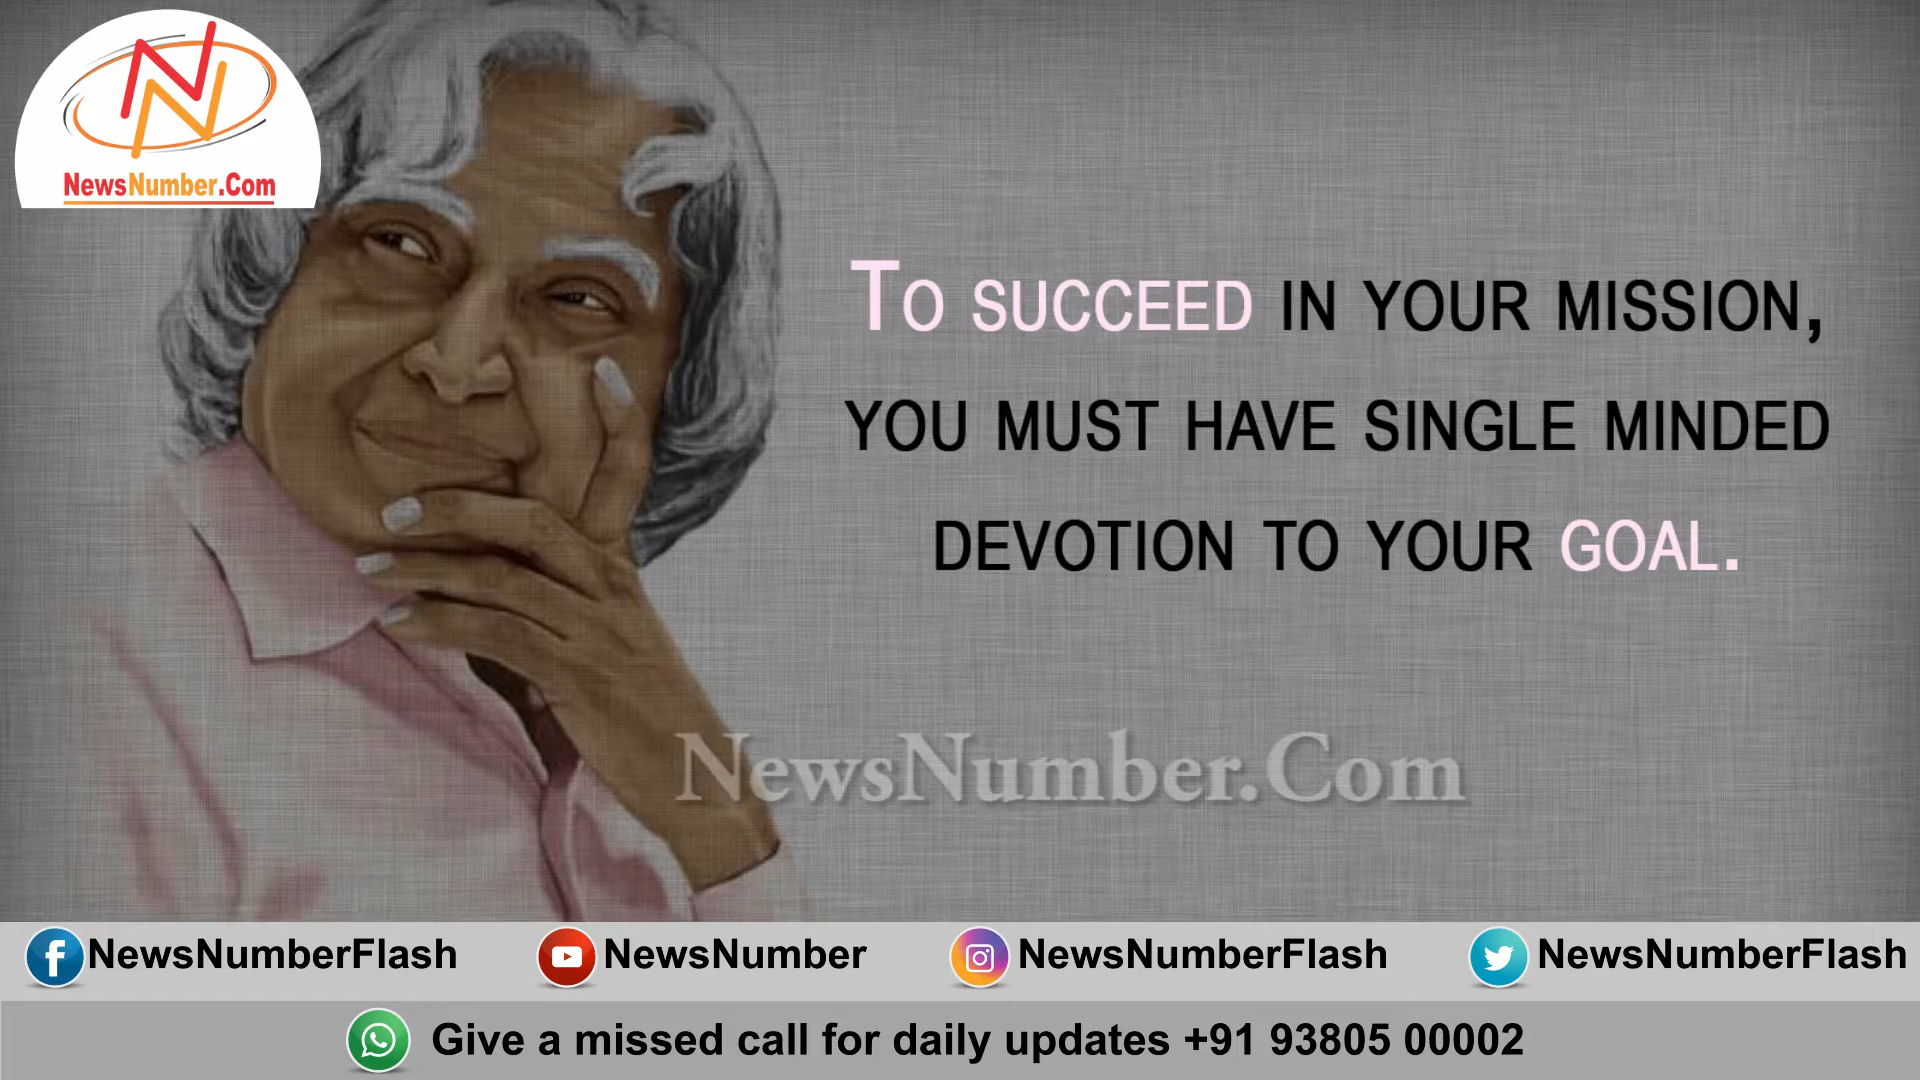 NN
NewsNumber.Com
To succeed in your mission,
you must have single minded
devotion to your goal.
NewsNumber.Com
NewsNumberFlash
NewsNumber
NewsNumberFlash
NewsNumberFlash
Give a missed call for daily updates +91 93805 00002